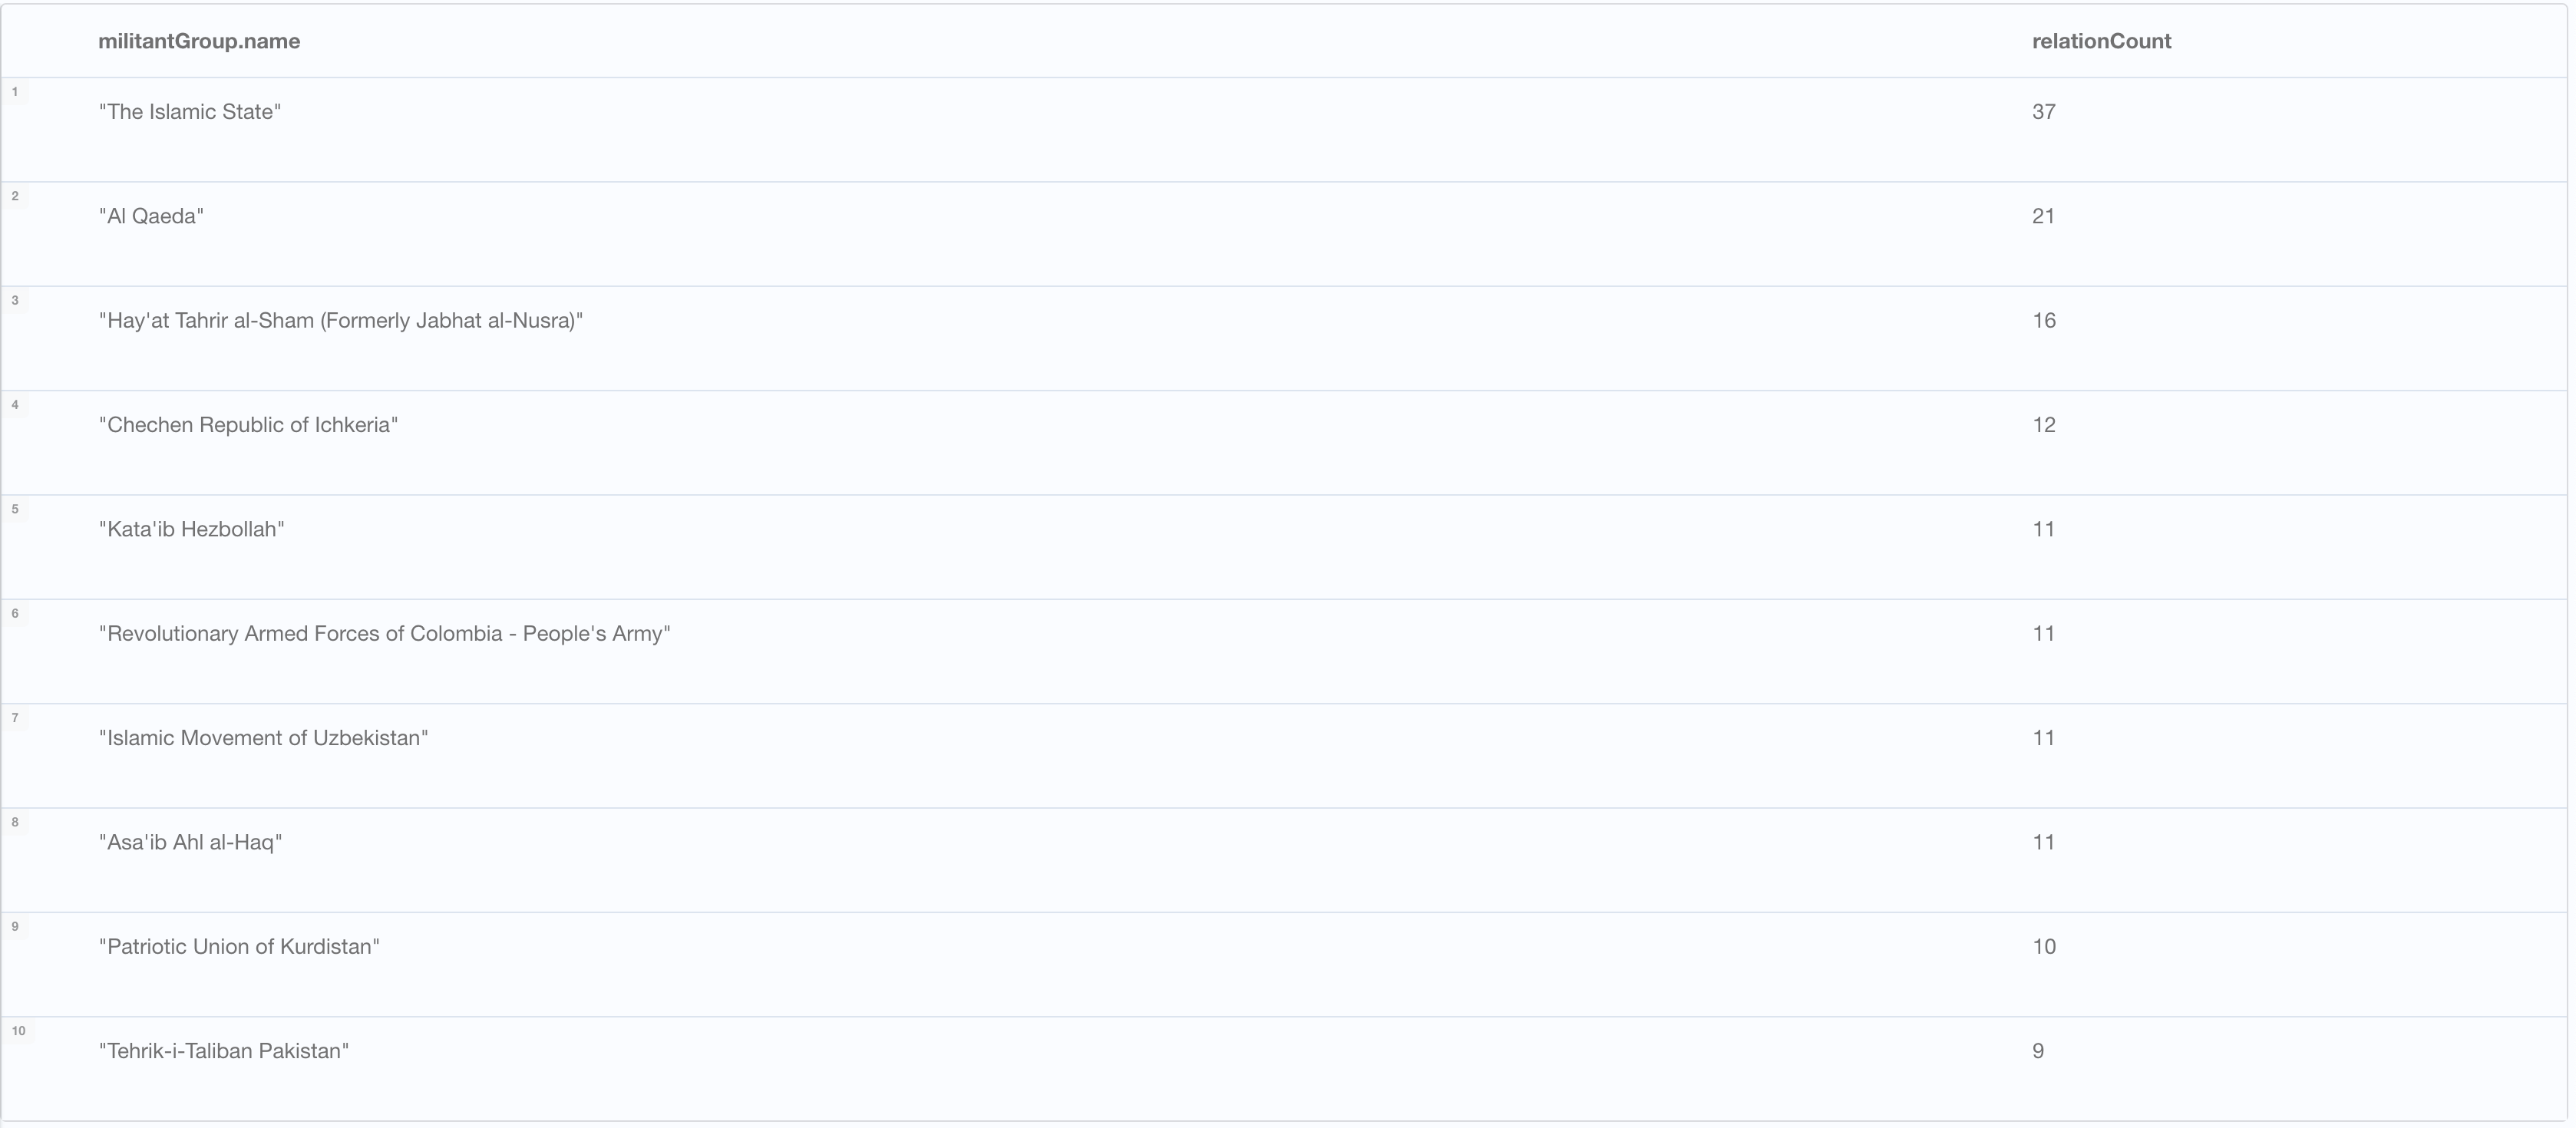 militantGroup.name relationCount
1
"The Islamic State" 37
2
"Al Qaeda" 21
3
"Hay'at Tahrir al-Sham (Formerly Jabhat al-Nusra)" 16
4
"Chechen Republic of Ichkeria" 12
5
"Kata'ib Hezbollah" 11
6
"Revolutionary Armed Forces of Colombia - People's Army" 11
7
"Islamic Movement of Uzbekistan" 11
8
"Asa'ib Ahl al-Haq" 11
9
"Patriotic Union of Kurdistan" 10
10
"Tehrik-i-Taliban Pakistan" 9